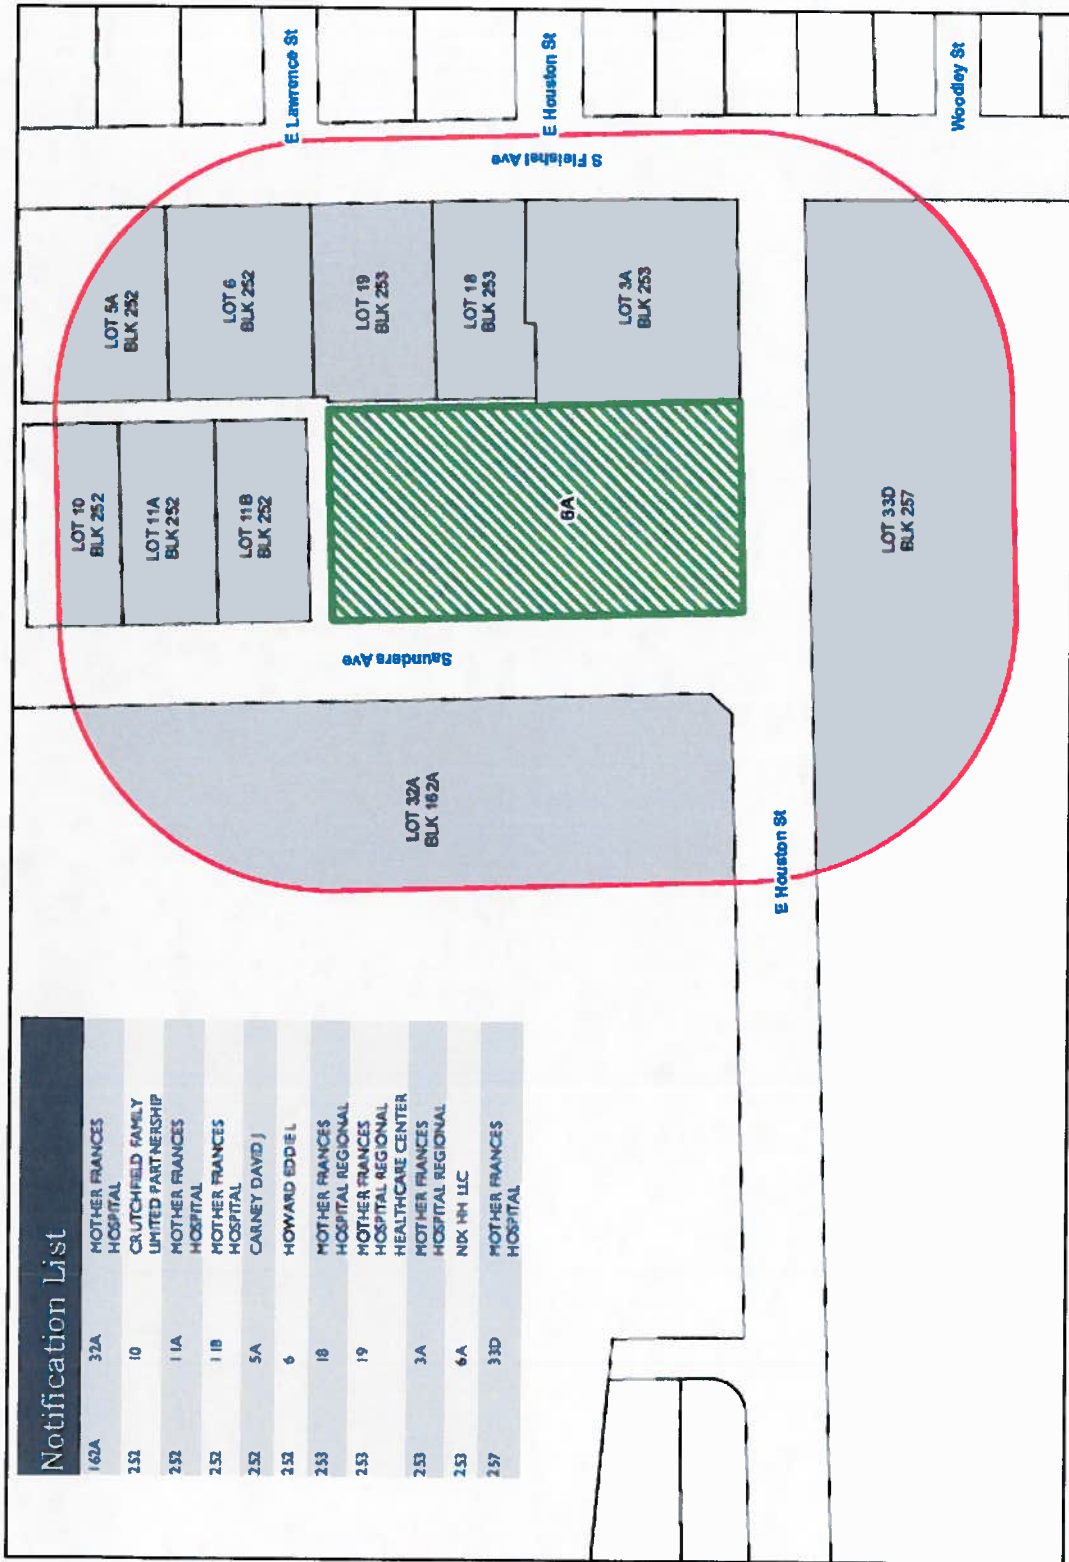 Notification List
162A 32A MOTHER FRANCES
HOSPITAL
252 10 CRUTCHFIELD FAMILY
LIMITED PARTNERSHIP
252 11A MOTHER FRANCES
HOSPITAL
252 11B MOTHER FRANCES
HOSPITAL
252 5A CARNEY DAVID J
252 6 HOWARD EDDIE L
253 18 MOTHER FRANCES
HOSPITAL REGIONAL
253 19 MOTHER FRANCES
HOSPITAL REGIONAL
HEALTHCARE CENTER
253 3A MOTHER FRANCES
HOSPITAL REGIONAL
253 6A NIX HH LLC
257 33D MOTHER FRANCES
HOSPITAL
LOT 32A
BLK 162A
Saunders Ave
LOT 10
BLK 252
LOT 11A
BLK 252
LOT 11B
BLK 252
6A
LOT 5A
BLK 252
LOT 6
BLK 252
LOT 19
BLK 253
LOT 18
BLK 253
LOT 3A
BLK 253
LOT 33D
BLK 257
E Houston St
S Fleishel Ave
E Lawrence St
E Houston St
Woodley St